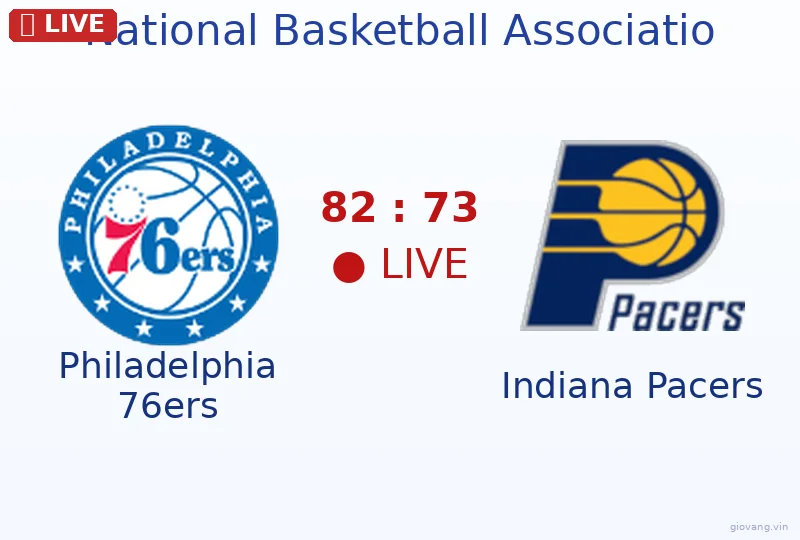 LIVE
National Basketball Associatio
PHILADELPHIA
76ers
82 : 73
● LIVE
Pacers
Philadelphia
76ers
Indiana Pacers
giovang.vin